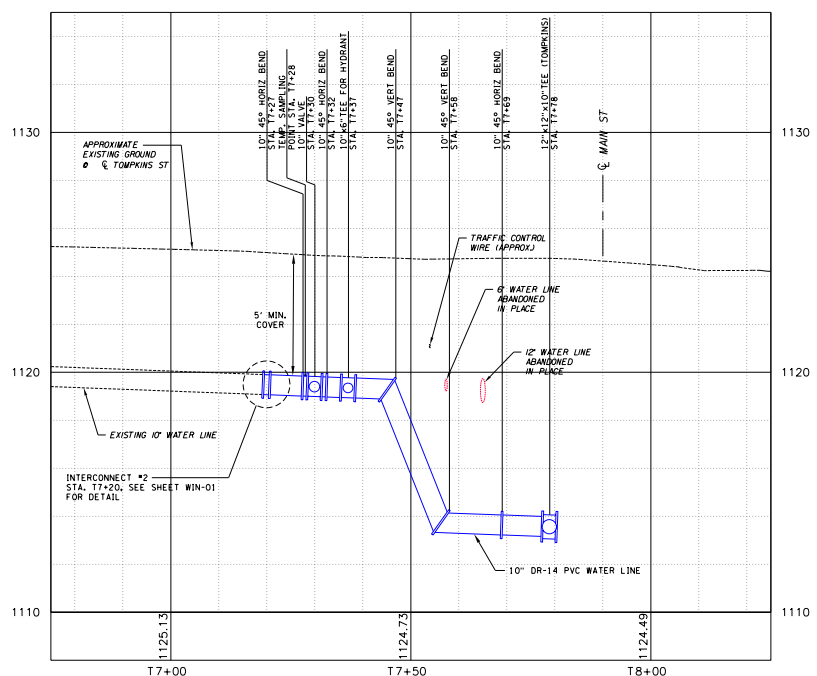 10" 45° HORIZ BEND
STA. T7+27
TEMP. SAMPLING
POINT STA. T7+28
10" VALVE
STA. T7+30
10" 45° HORIZ BEND
STA. T7+32
10"x6"TEE FOR HYDRANT
STA. T7+37
10" 45° VERT BEND
STA. T7+47
10" 45° VERT BEND
STA. T7+58
10" 45° HORIZ BEND
STA. T7+69
12"x12"x10"TEE (TOMPKINS)
STA. T7+78
℄ MAIN ST
1130
1130
APPROXIMATE
EXISTING GROUND
@ ℄ TOMPKINS ST
TRAFFIC CONTROL
WIRE (APPROX.)
6" WATER LINE
ABANDONED
IN PLACE
5' MIN.
COVER
12" WATER LINE
ABANDONED
IN PLACE
1120
1120
EXISTING 10" WATER LINE
INTERCONNECT #2
STA. T7+20, SEE SHEET WIN-01
FOR DETAIL
10" DR-14 PVC WATER LINE
1110
1110
1125.13
1124.73
1124.49
T7+00
T7+50
T8+00